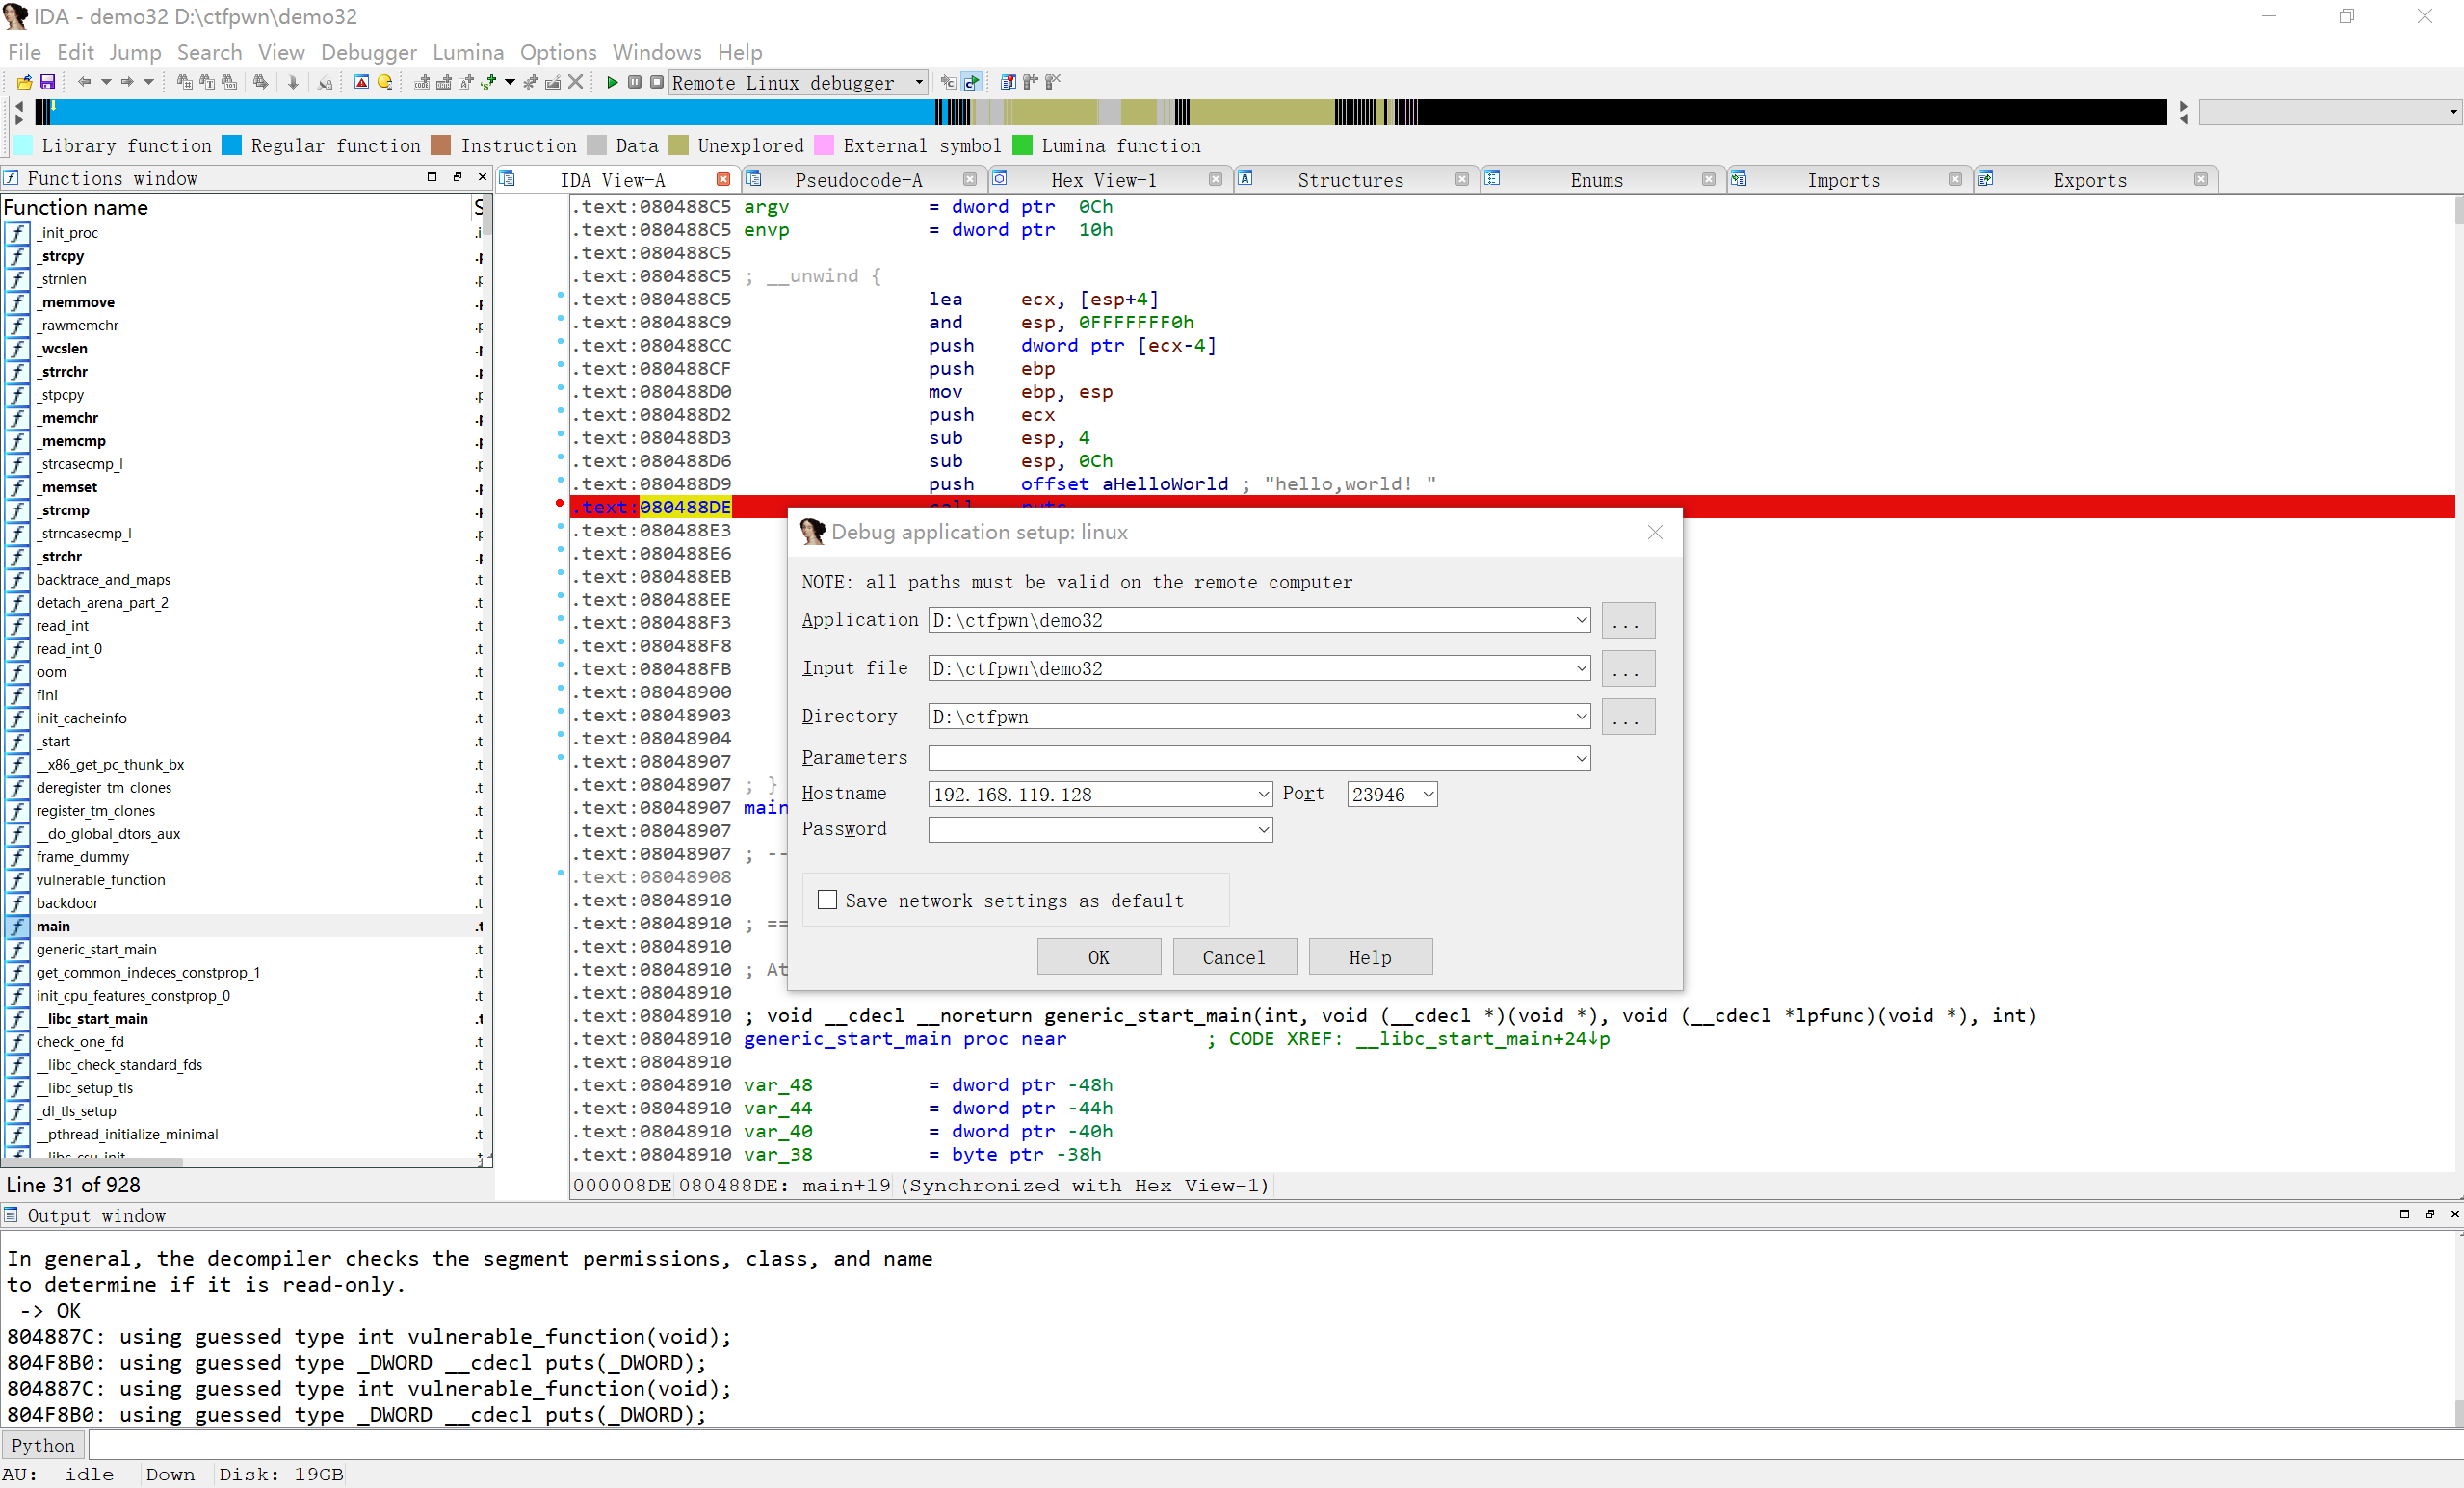 IDA - demo32 D:\ctfpwn\demo32
File Edit Jump Search View Debugger Lumina Options Windows Help
Remote Linux debugger
Library function Regular function Instruction Data Unexplored External symbol Lumina function
Functions window
IDA View-A Pseudocode-A Hex View-1 Structures Enums Imports Exports
Function name S
_init_proc .i
_strcpy .p
_strnlen .p
_memmove .p
_rawmemchr .p
_wcslen .p
_strrchr .p
_stpcpy .p
_memchr .p
_memcmp .p
_strcasecmp_l .p
_memset .p
_strcmp .p
_strncasecmp_l .p
_strchr .p
backtrace_and_maps .t
detach_arena_part_2 .t
read_int .t
read_int_0 .t
oom .t
fini .t
init_cacheinfo .t
_start .t
__x86_get_pc_thunk_bx .t
deregister_tm_clones .t
register_tm_clones .t
__do_global_dtors_aux .t
frame_dummy .t
vulnerable_function .t
backdoor .t
main .t
generic_start_main .t
get_common_indeces_constprop_1 .t
init_cpu_features_constprop_0 .t
__libc_start_main .t
check_one_fd .t
__libc_check_standard_fds .t
__libc_setup_tls .t
_dl_tls_setup .t
__pthread_initialize_minimal .t
__libc_csu_init
Line 31 of 928
.text:080488C5 argv = dword ptr 0Ch
.text:080488C5 envp = dword ptr 10h
.text:080488C5
.text:080488C5 ; __unwind {
.text:080488C5 lea ecx, [esp+4]
.text:080488C9 and esp, 0FFFFFFF0h
.text:080488CC push dword ptr [ecx-4]
.text:080488CF push ebp
.text:080488D0 mov ebp, esp
.text:080488D2 push ecx
.text:080488D3 sub esp, 4
.text:080488D6 sub esp, 0Ch
.text:080488D9 push offset aHelloWorld ; "hello,world! "
.text:080488DE call puts
.text:080488E3
.text:080488E6
.text:080488EB
.text:080488EE
.text:080488F3
.text:080488F8
.text:080488FB
.text:08048900
.text:08048903
.text:08048904
.text:08048907
.text:08048907 ; }
.text:08048907 main
.text:08048907
.text:08048907 ; --
.text:08048908
.text:08048910
.text:08048910 ; ==
.text:08048910
.text:08048910 ; At
.text:08048910
.text:08048910 ; void __cdecl __noreturn generic_start_main(int, void (__cdecl *)(void *), void (__cdecl *lpfunc)(void *), int)
.text:08048910 generic_start_main proc near ; CODE XREF: __libc_start_main+24↓p
.text:08048910
.text:08048910 var_48 = dword ptr -48h
.text:08048910 var_44 = dword ptr -44h
.text:08048910 var_40 = dword ptr -40h
.text:08048910 var_38 = byte ptr -38h
000008DE 080488DE: main+19 (Synchronized with Hex View-1)
Debug application setup: linux
NOTE: all paths must be valid on the remote computer
Application D:\ctfpwn\demo32 ...
Input file D:\ctfpwn\demo32 ...
Directory D:\ctfpwn ...
Parameters
Hostname 192.168.119.128 Port 23946
Password
Save network settings as default
OK Cancel Help
Output window
In general, the decompiler checks the segment permissions, class, and name
to determine if it is read-only.
-> OK
804887C: using guessed type int vulnerable_function(void);
804F8B0: using guessed type _DWORD __cdecl puts(_DWORD);
804887C: using guessed type int vulnerable_function(void);
804F8B0: using guessed type _DWORD __cdecl puts(_DWORD);
Python
AU: idle Down Disk: 19GB